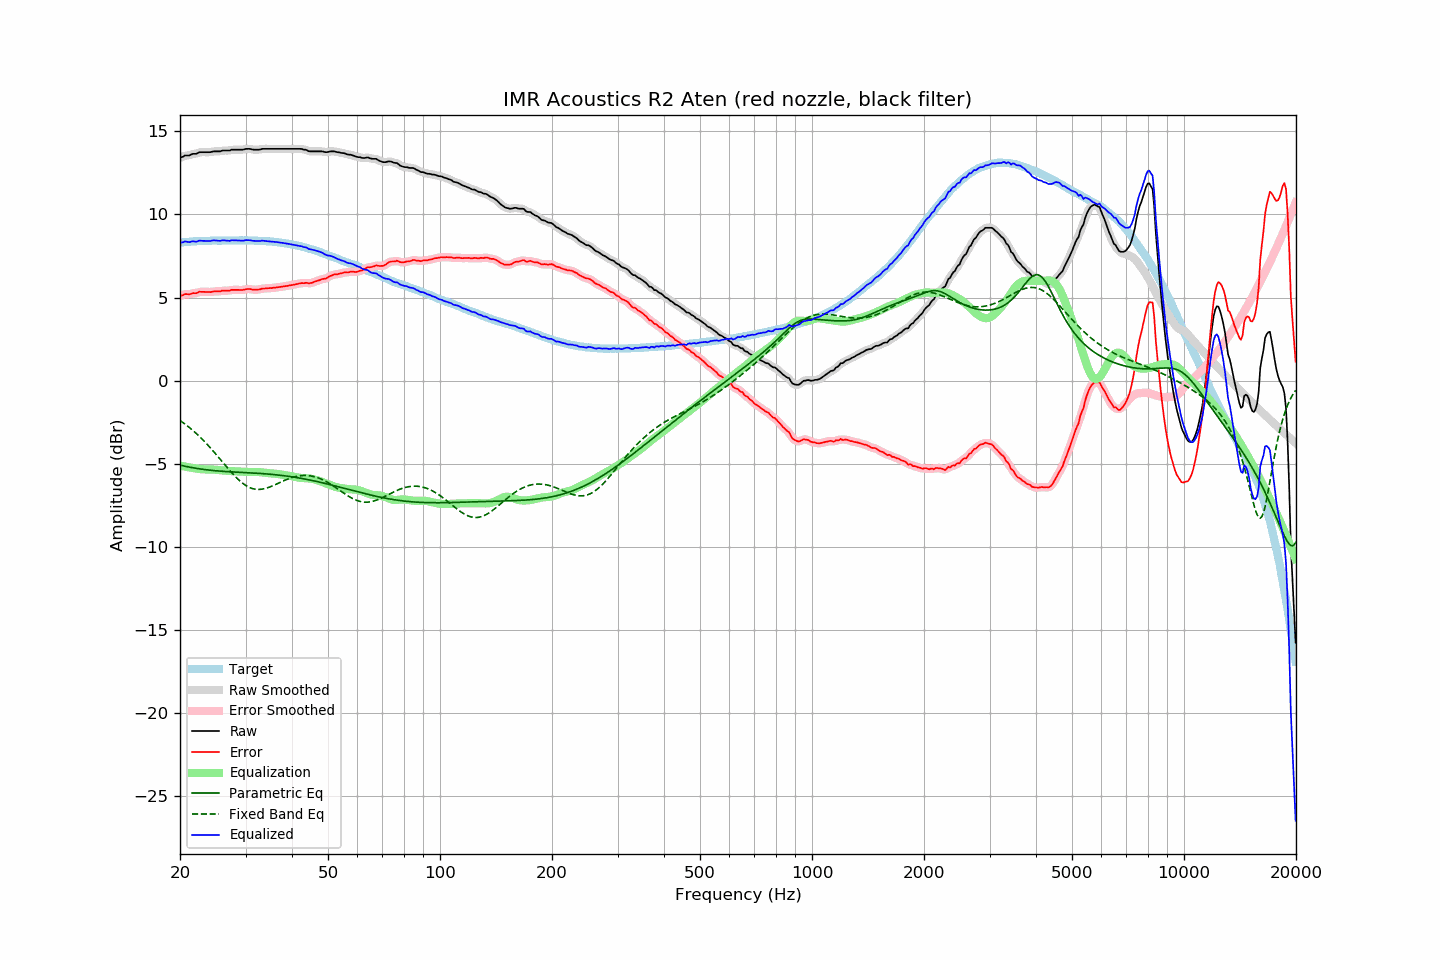 IMR Acoustics R2 Aten (red nozzle, black filter)
15
10
5
0
−5
−10
−15
−20
−25
Amplitude (dBr)
Target
Raw Smoothed
Error Smoothed
Raw
Error
Equalization
Parametric Eq
Fixed Band Eq
Equalized
20 50 100 200 500 1000 2000 5000 10000 20000
Frequency (Hz)